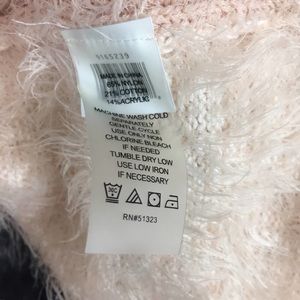 9165239
MADE IN CHINA
65% NYLON
21% COTTON
14% ACRYLIC
MACHINE WASH COLD
SEPARATELY
GENTLE CYCLE
USE ONLY NON
CHLORINE BLEACH
IF NEEDED
TUMBLE DRY LOW
USE LOW IRON
IF NECESSARY
RN#51323